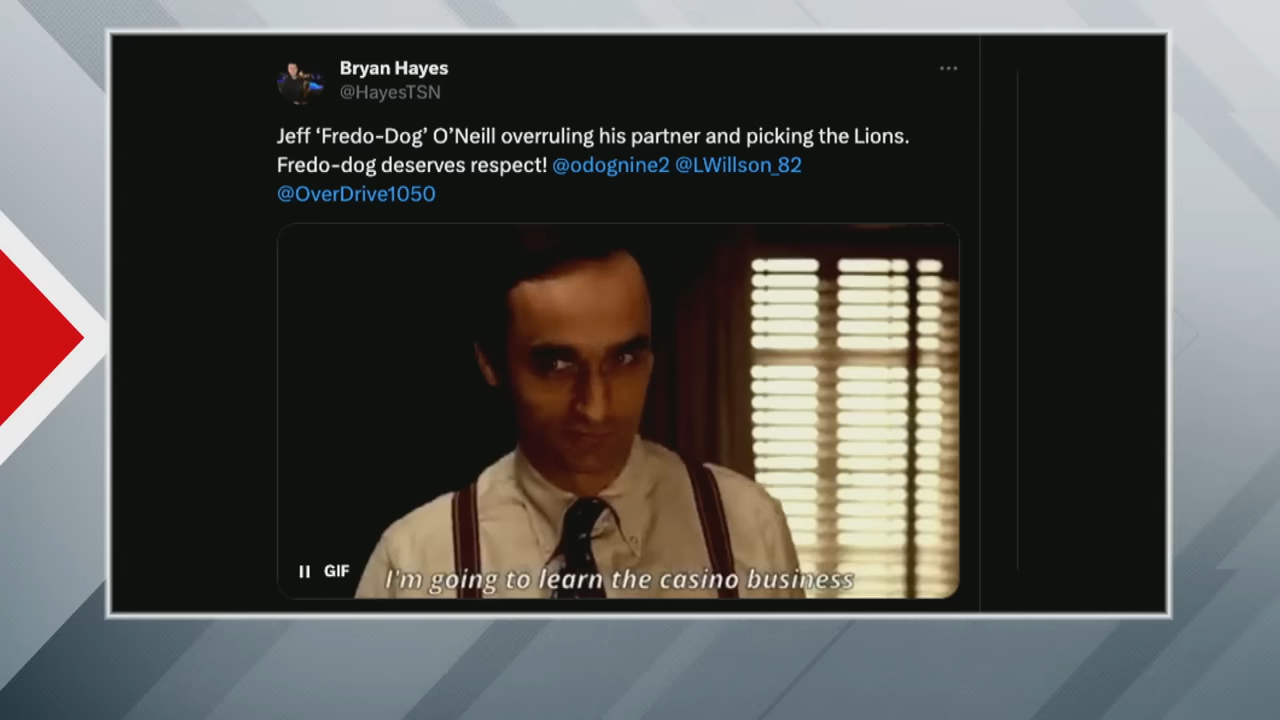 Bryan Hayes
@HayesTSN
Jeff ‘Fredo-Dog’ O’Neill overruling his partner and picking the Lions.
Fredo-dog deserves respect! @odognine2 @LWillson_82
@OverDrive1050
GIF
I'm going to learn the casino business